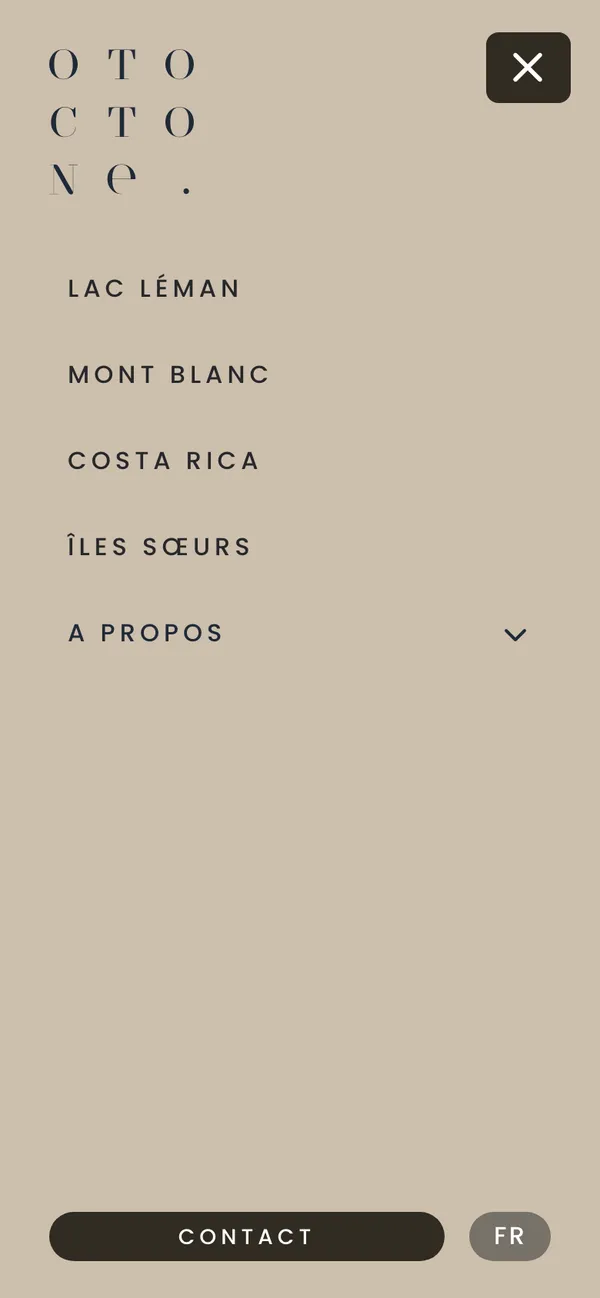 O T O
C T O
N e .
LAC LÉMAN
MONT BLANC
COSTA RICA
ÎLES SŒURS
A PROPOS
CONTACT
FR